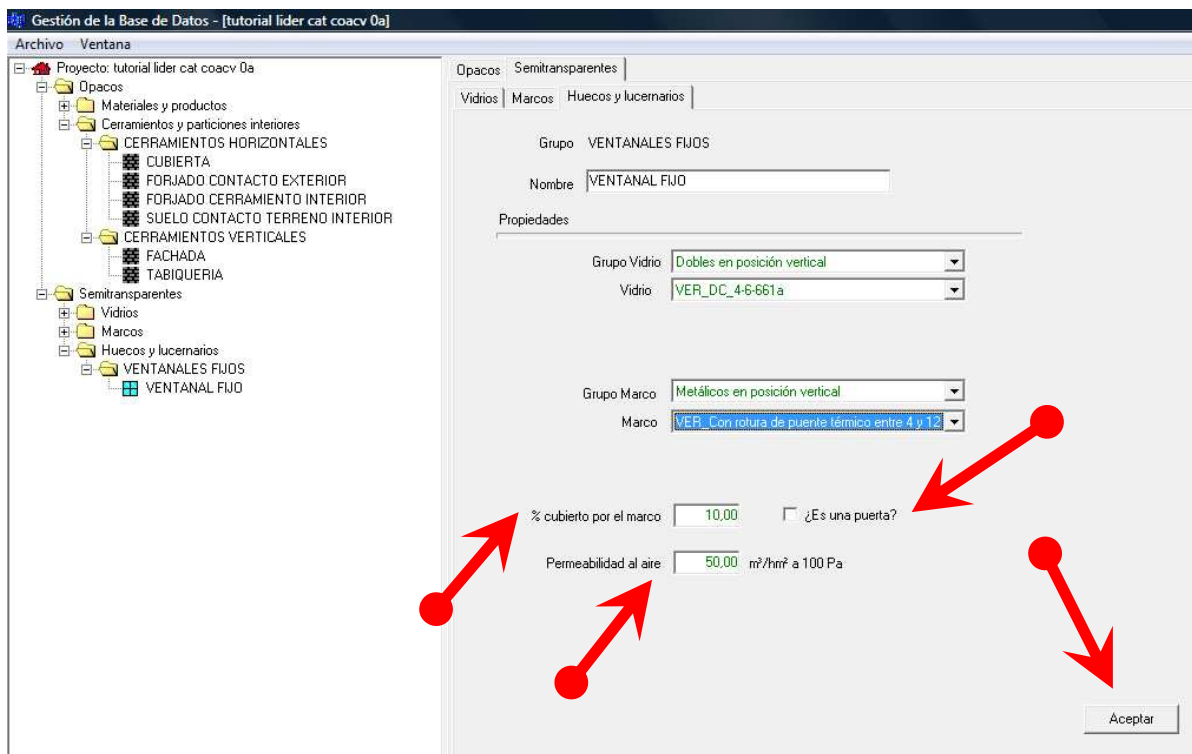 Gestión de la Base de Datos - [tutorial lider cat coacv 0a]
Archivo Ventana
Proyecto: tutorial lider cat coacv 0a
Opacos
Materiales y productos
Cerramientos y particiones interiores
CERRAMIENTOS HORIZONTALES
CUBIERTA
FORJADO CONTACTO EXTERIOR
FORJADO CERRAMIENTO INTERIOR
SUELO CONTACTO TERRENO INTERIOR
CERRAMIENTOS VERTICALES
FACHADA
TABIQUERIA
Semitransparentes
Vidrios
Marcos
Huecos y lucernarios
VENTANALES FIJOS
VENTANAL FIJO
Opacos Semitransparentes
Vidrios Marcos Huecos y lucernarios
Grupo VENTANALES FIJOS
Nombre VENTANAL FIJO
Propiedades
Grupo Vidrio Dobles en posición vertical
Vidrio VER_DC_4-6-661a
Grupo Marco Metálicos en posición vertical
Marco VER_Con rotura de puente térmico entre 4 y 12
% cubierto por el marco 10,00 ¿Es una puerta?
Permeabilidad al aire 50,00 m³/hm² a 100 Pa
Aceptar